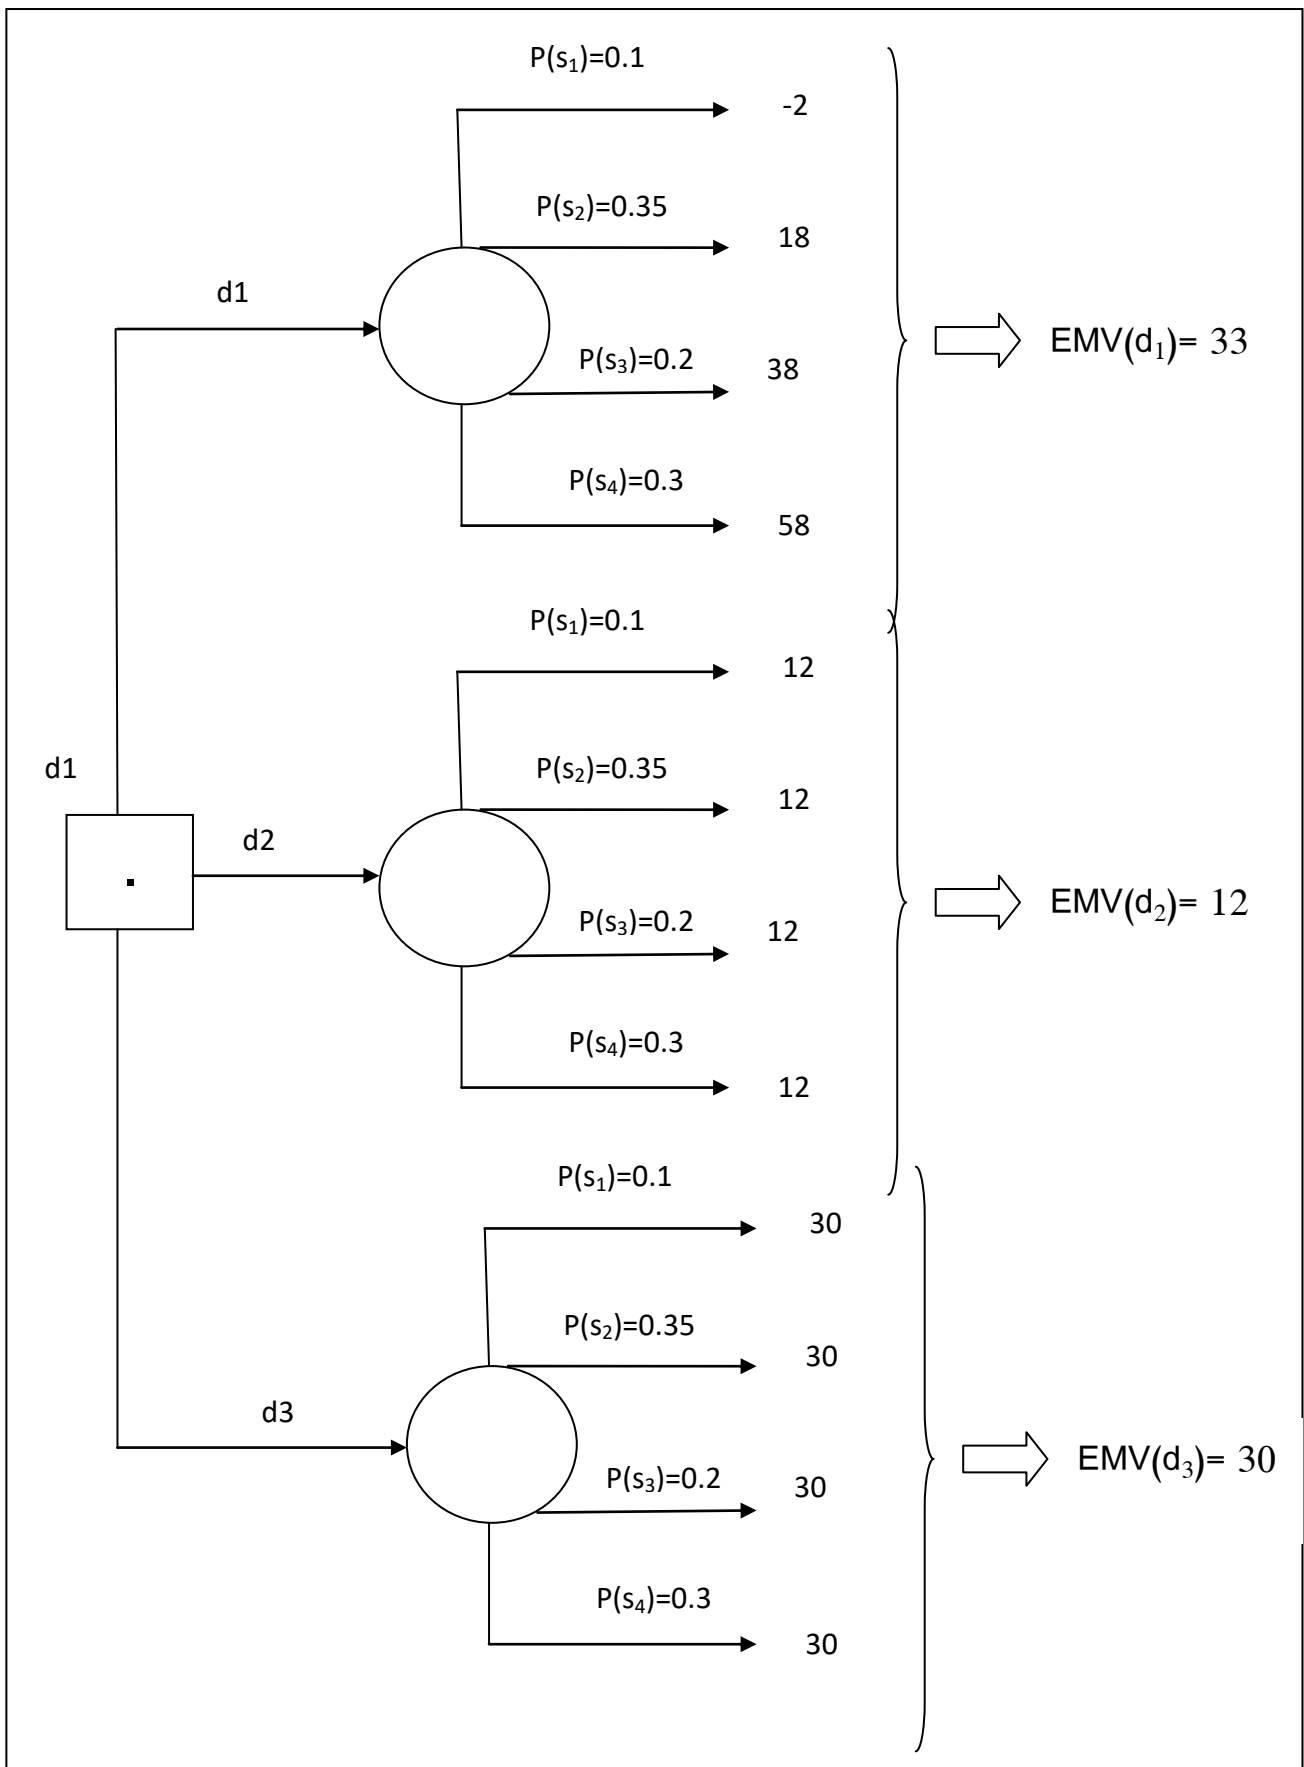 P(s₁)=0.1
-2
P(s₂)=0.35
18
d1
P(s₃)=0.2
38
EMV(d₁)= 33
P(s₄)=0.3
58
P(s₁)=0.1
12
d1
P(s₂)=0.35
12
d2
P(s₃)=0.2
12
EMV(d₂)= 12
P(s₄)=0.3
12
P(s₁)=0.1
30
P(s₂)=0.35
30
d3
P(s₃)=0.2
30
EMV(d₃)= 30
P(s₄)=0.3
30